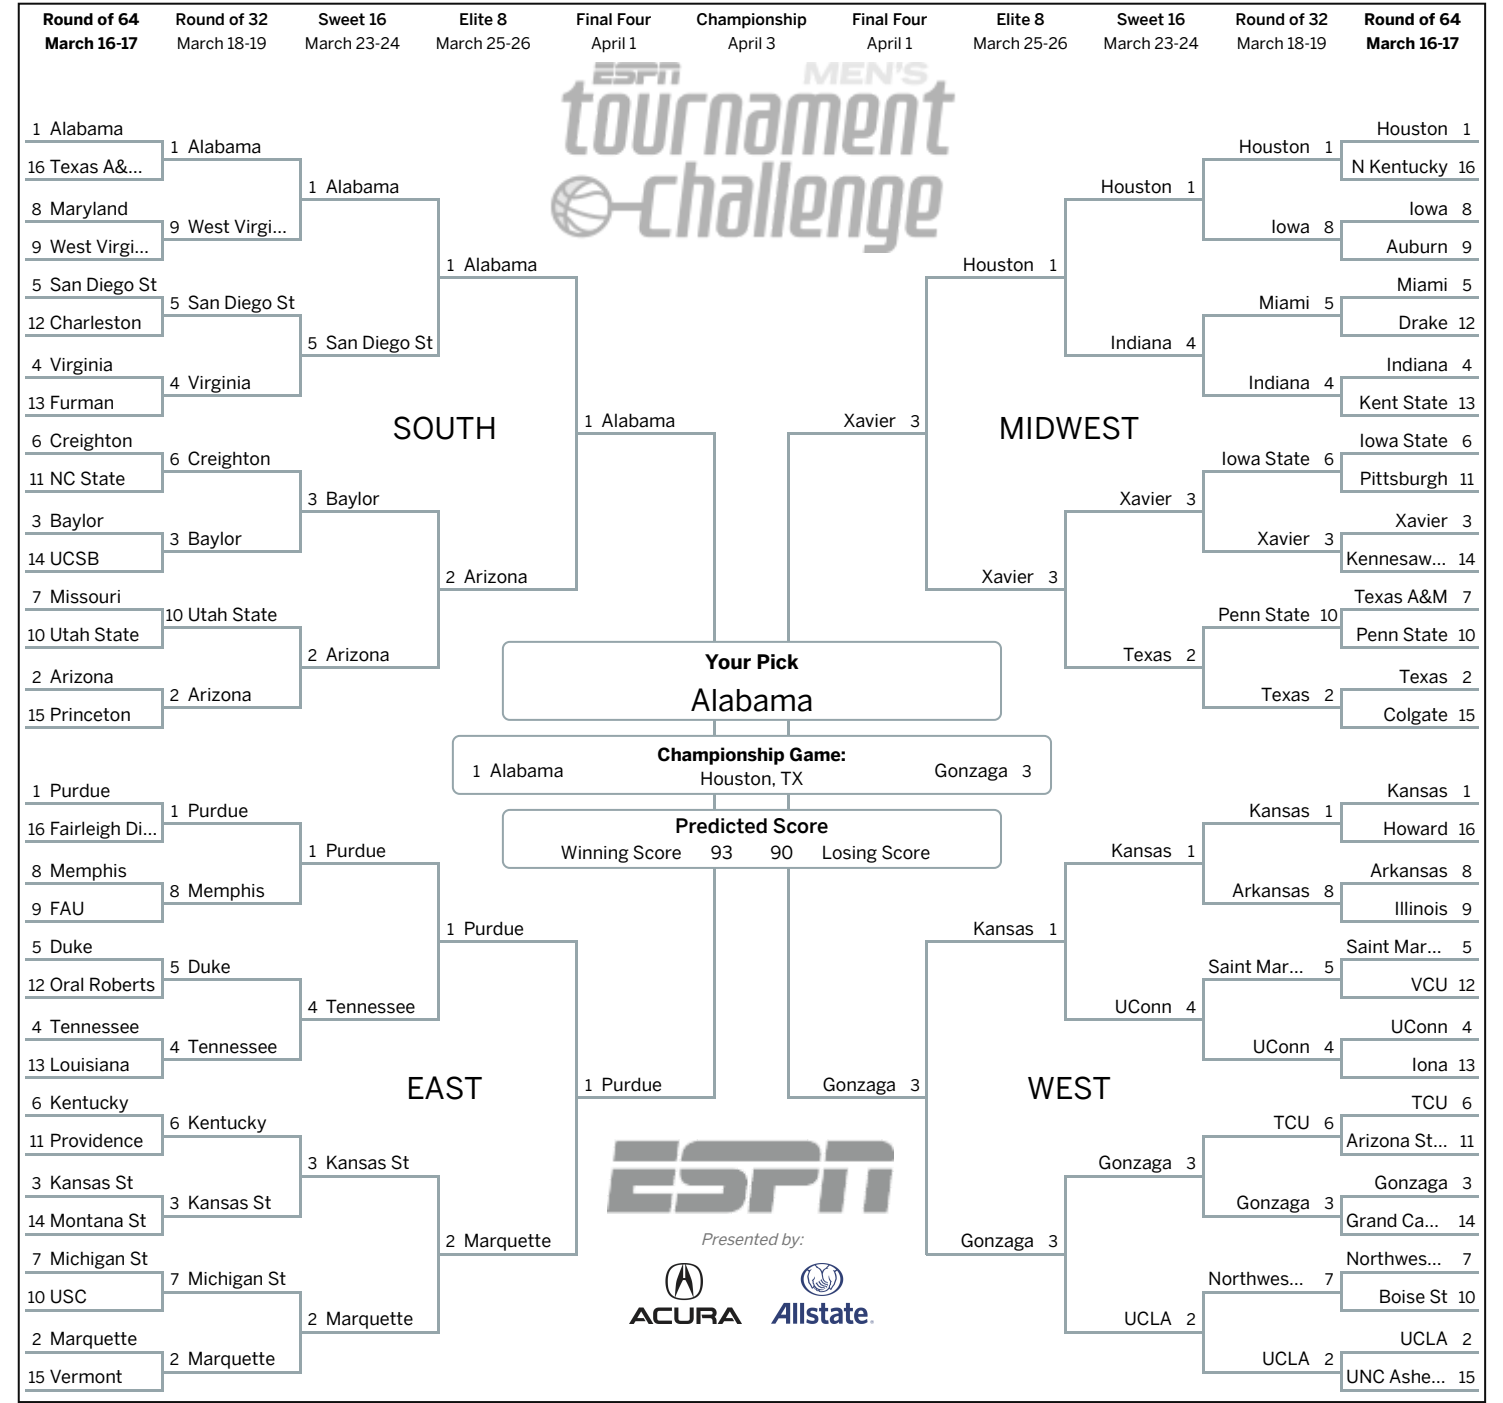 Round of 64 Round of 32 Sweet 16 Elite 8 Final Four Championship Final Four Elite 8 Sweet 16 Round of 32 Round of 64
March 16-17 March 18-19 March 23-24 March 25-26 April 1 April 3 April 1 March 25-26 March 23-24 March 18-19 March 16-17
ESPN MEN'S
tournament
challenge
1 Alabama
16 Texas A&...
8 Maryland
9 West Virgi...
5 San Diego St
12 Charleston
4 Virginia
13 Furman
6 Creighton
11 NC State
3 Baylor
14 UCSB
7 Missouri
10 Utah State
2 Arizona
15 Princeton
1 Alabama
9 West Virgi...
5 San Diego St
4 Virginia
6 Creighton
3 Baylor
10 Utah State
2 Arizona
1 Alabama
5 San Diego St
3 Baylor
2 Arizona
1 Alabama
2 Arizona
SOUTH
1 Alabama
Houston 1
N Kentucky 16
Iowa 8
Auburn 9
Miami 5
Drake 12
Indiana 4
Kent State 13
Iowa State 6
Pittsburgh 11
Xavier 3
Kennesaw... 14
Texas A&M 7
Penn State 10
Texas 2
Colgate 15
Houston 1
Iowa 8
Miami 5
Indiana 4
Iowa State 6
Xavier 3
Penn State 10
Texas 2
Houston 1
Indiana 4
Xavier 3
Texas 2
Houston 1
Xavier 3
MIDWEST
Xavier 3
Your Pick
Alabama
Championship Game:
1 Alabama Houston, TX Gonzaga 3
Predicted Score
Winning Score 93 90 Losing Score
1 Purdue
16 Fairleigh Di...
8 Memphis
9 FAU
5 Duke
12 Oral Roberts
4 Tennessee
13 Louisiana
6 Kentucky
11 Providence
3 Kansas St
14 Montana St
7 Michigan St
10 USC
2 Marquette
15 Vermont
1 Purdue
8 Memphis
5 Duke
4 Tennessee
6 Kentucky
3 Kansas St
7 Michigan St
2 Marquette
1 Purdue
4 Tennessee
3 Kansas St
2 Marquette
1 Purdue
2 Marquette
EAST
1 Purdue
Kansas 1
Howard 16
Arkansas 8
Illinois 9
Saint Mar... 5
VCU 12
UConn 4
Iona 13
TCU 6
Arizona St... 11
Gonzaga 3
Grand Ca... 14
Northwes... 7
Boise St 10
UCLA 2
UNC Ashe... 15
Kansas 1
Arkansas 8
Saint Mar... 5
UConn 4
TCU 6
Gonzaga 3
Northwes... 7
UCLA 2
Kansas 1
UConn 4
Gonzaga 3
UCLA 2
Kansas 1
Gonzaga 3
WEST
Gonzaga 3
ESPN
Presented by:
ACURA Allstate.